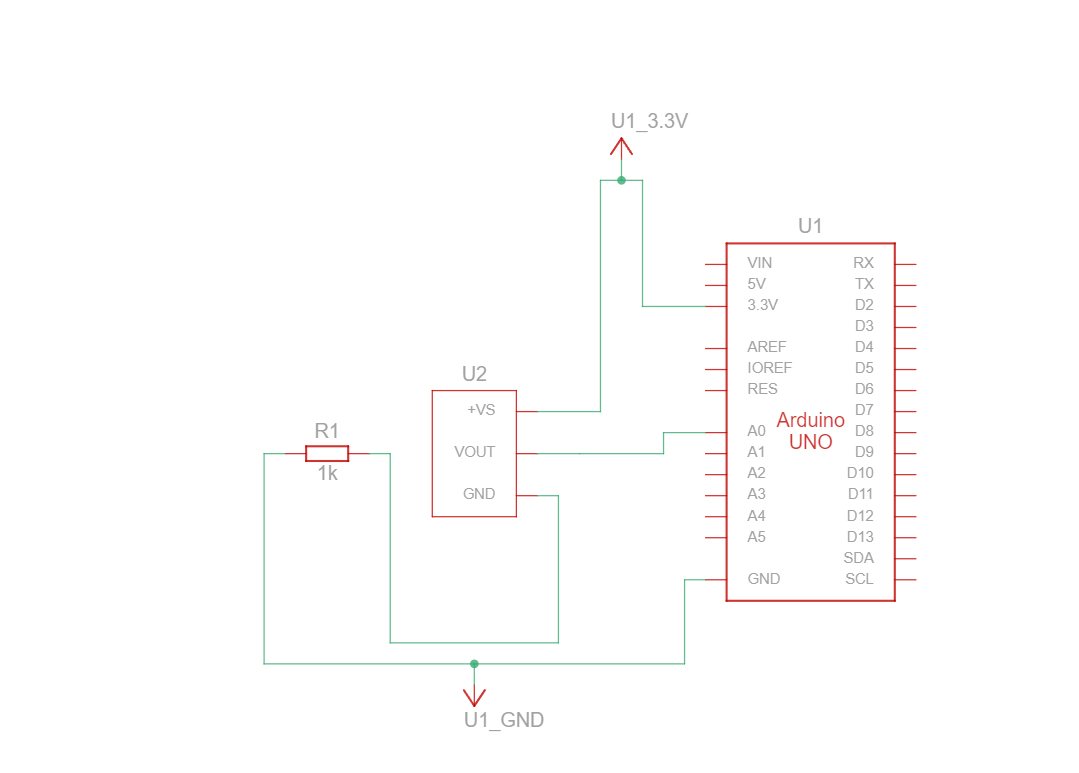 U1_3.3V
U1
VIN RX
5V TX
3.3V D2
D3
AREF D4
IOREF D5
RES D6
D7
A0 D8
A1 D9
A2 D10
A3 D11
A4 D12
A5 D13
SDA
GND SCL
Arduino
UNO
U2
+VS
VOUT
GND
R1
1k
U1_GND